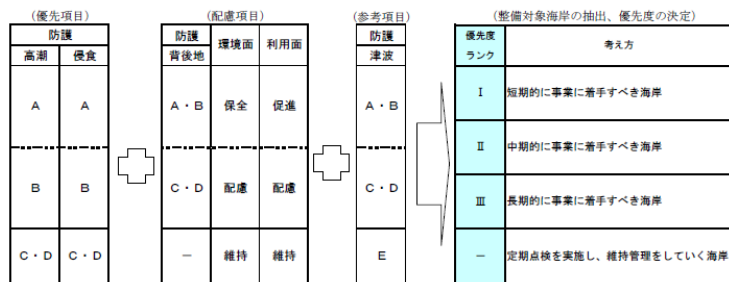 (優先項目) (配慮項目) (参考項目) (整備対象海岸の抽出、優先度の決定)
防護 防護 環境面 利用面 防護 優先度 考え方
高潮 侵食 背後地 津波 ランク
A A A・B 保全 促進 A・B Ⅰ 短期的に事業に着手すべき海岸
Ⅱ 中期的に事業に着手すべき海岸
B B C・D 配慮 配慮 C・D
Ⅲ 長期的に事業に着手すべき海岸
C・D C・D － 維持 維持 E － 定期点検を実施し、維持管理をしていく海岸